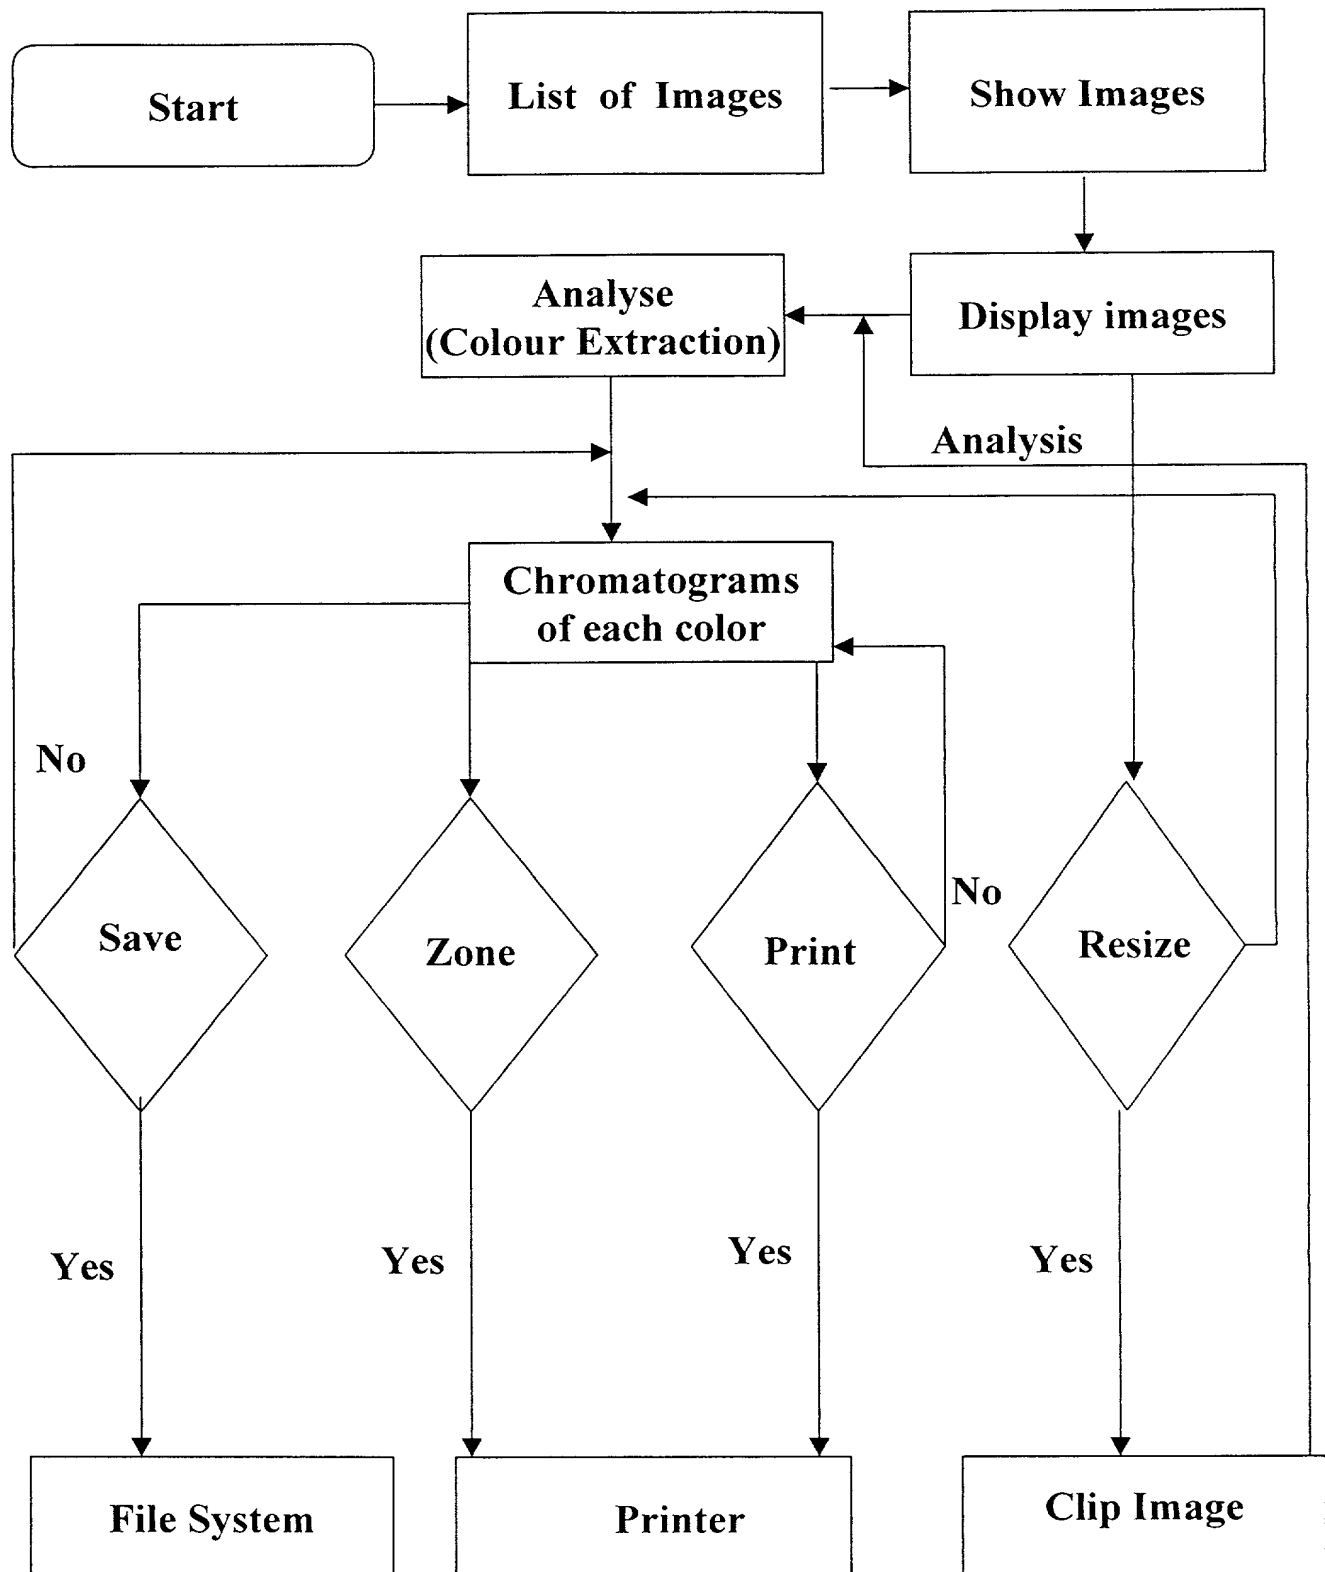 Start
List of Images
Show Images
Analyse
(Colour Extraction)
Display images
Analysis
Chromatograms
of each color
No
No
Save
Zone
Print
Resize
Yes
Yes
Yes
Yes
File System
Printer
Clip Image